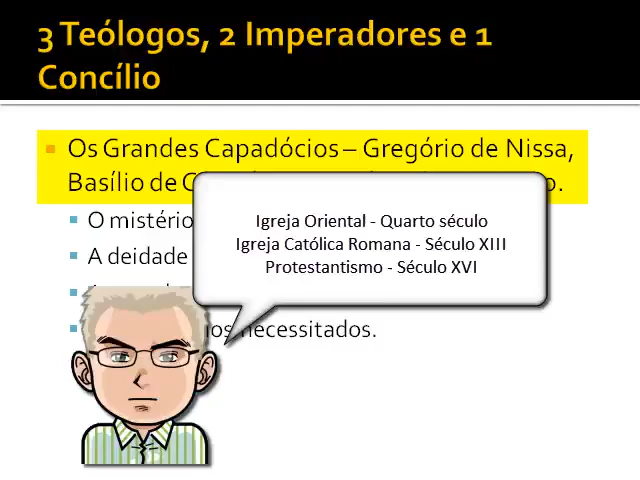 3 Teólogos, 2 Imperadores e 1
Concílio
Os Grandes Capadócios – Gregório de Nissa,
Basílio de
O mistério
A deidade
necessitados.
Igreja Oriental - Quarto século
Igreja Católica Romana - Século XIII
Protestantismo - Século XVI